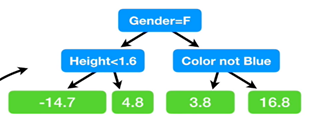 Gender=F
Height<1.6 Color not Blue
-14.7 4.8 3.8 16.8